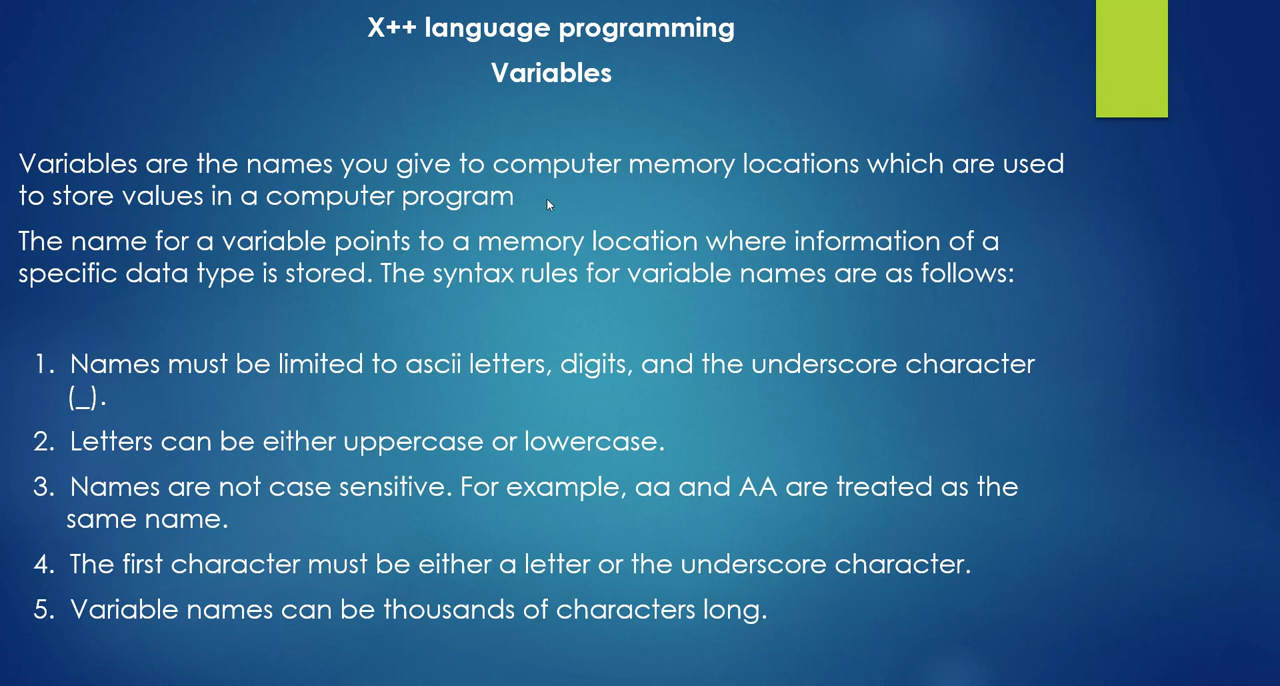 X++ language programming
Variables
Variables are the names you give to computer memory locations which are used
to store values in a computer program
The name for a variable points to a memory location where information of a
specific data type is stored. The syntax rules for variable names are as follows:
1. Names must be limited to ascii letters, digits, and the underscore character
(_).
2. Letters can be either uppercase or lowercase.
3. Names are not case sensitive. For example, aa and AA are treated as the
same name.
4. The first character must be either a letter or the underscore character.
5. Variable names can be thousands of characters long.